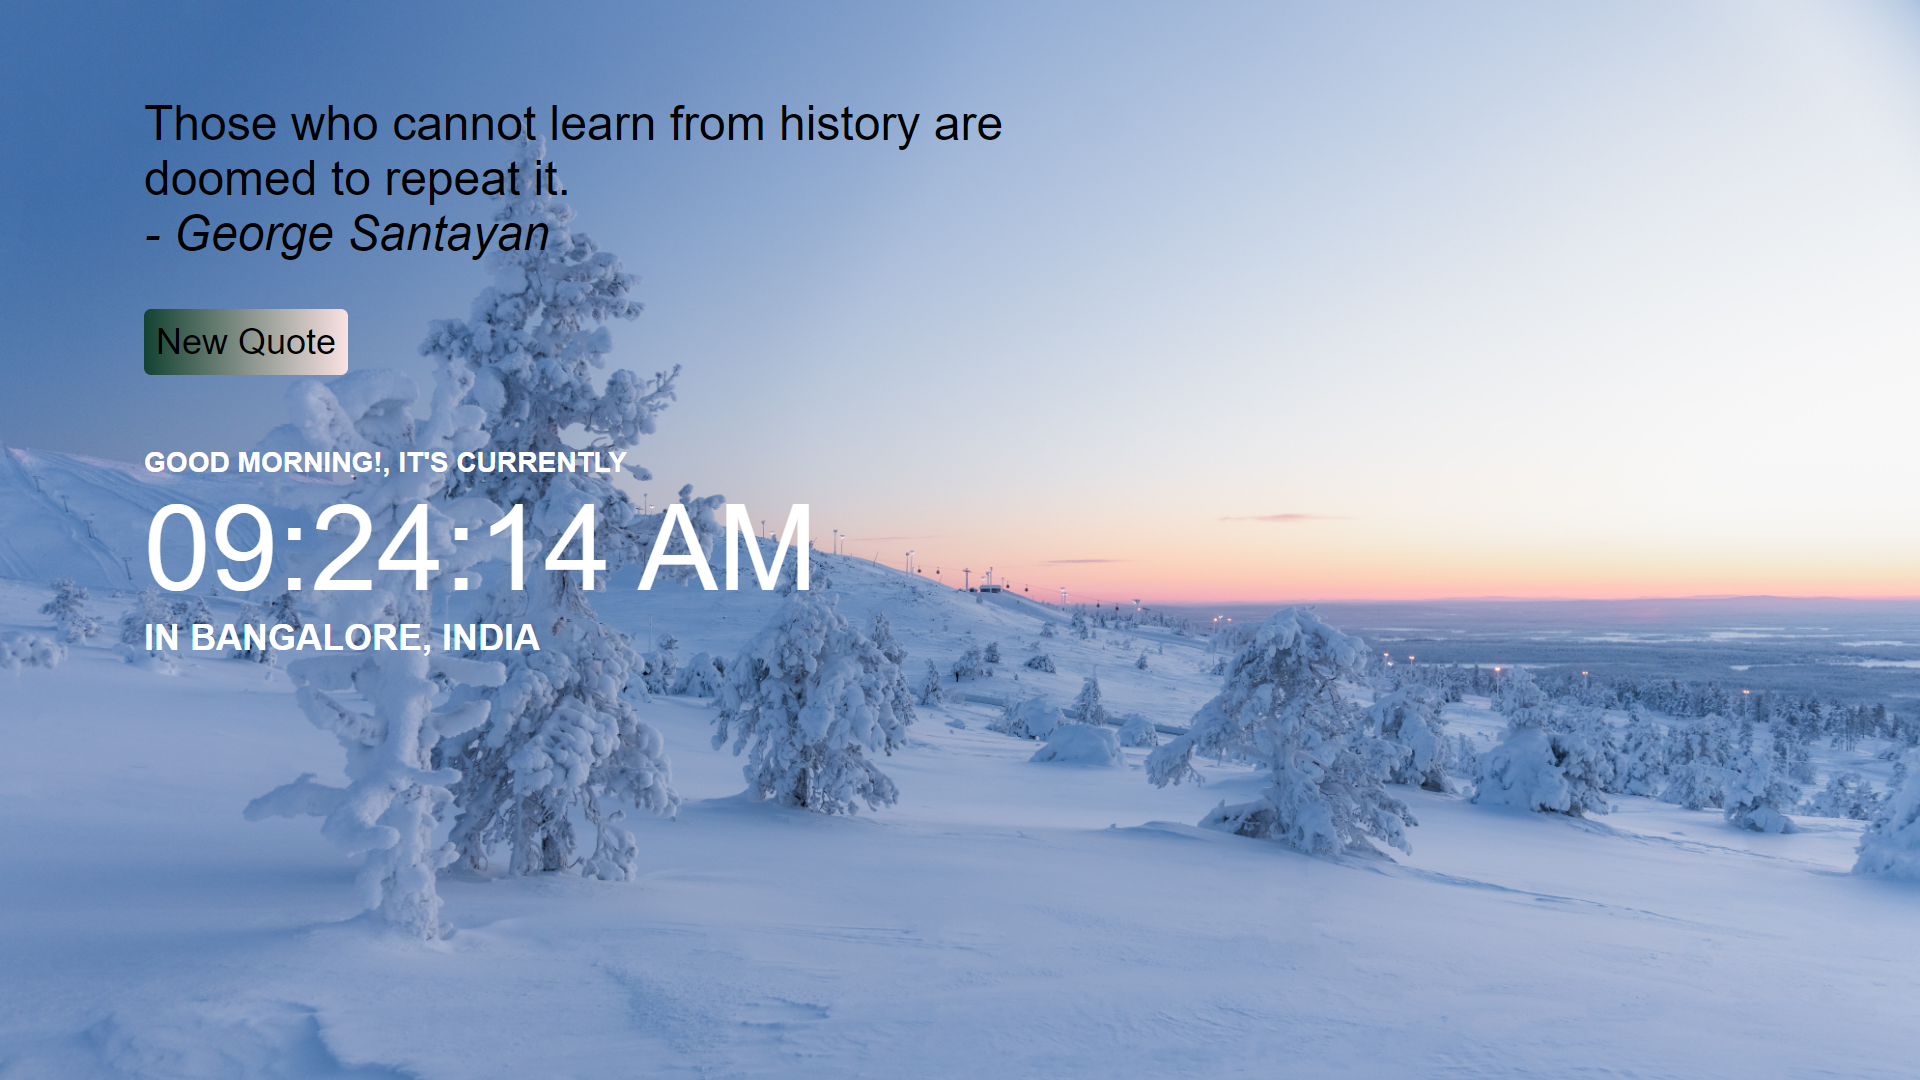 Those who cannot learn from history are
doomed to repeat it.
- George Santayan
New Quote
GOOD MORNING!, IT'S CURRENTLY
09:24:14 AM
IN BANGALORE, INDIA